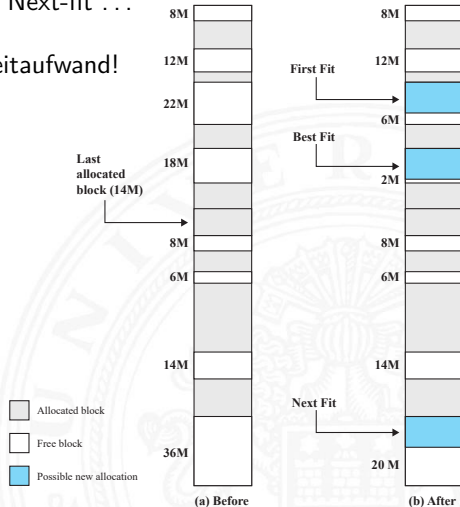 Next-fit …
eitaufwand!
8M
12M
22M
18M
Last
allocated
block (14M)
8M
6M
14M
36M
Allocated block
Free block
Possible new allocation
(a) Before
8M
12M
First Fit
6M
Best Fit
2M
8M
6M
14M
Next Fit
20 M
(b) After
UNIVER